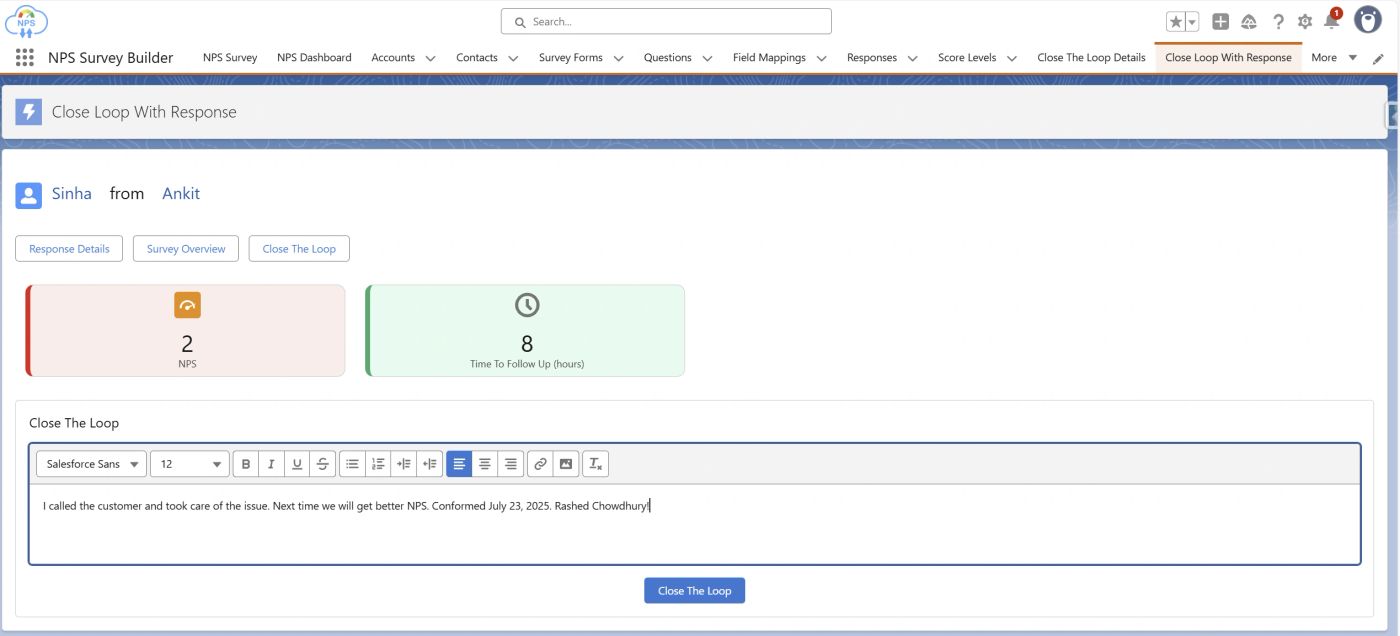 NPS
Search...
1
NPS Survey Builder
NPS Survey
NPS Dashboard
Accounts
Contacts
Survey Forms
Questions
Field Mappings
Responses
Score Levels
Close The Loop Details
Close Loop With Response
More
Close Loop With Response
Sinha from Ankit
Response Details
Survey Overview
Close The Loop
2
NPS
8
Time To Follow Up (hours)
Close The Loop
Salesforce Sans
12
B I U S
I called the customer and took care of the issue. Next time we will get better NPS. Conformed July 23, 2025. Rashed Chowdhury!
Close The Loop